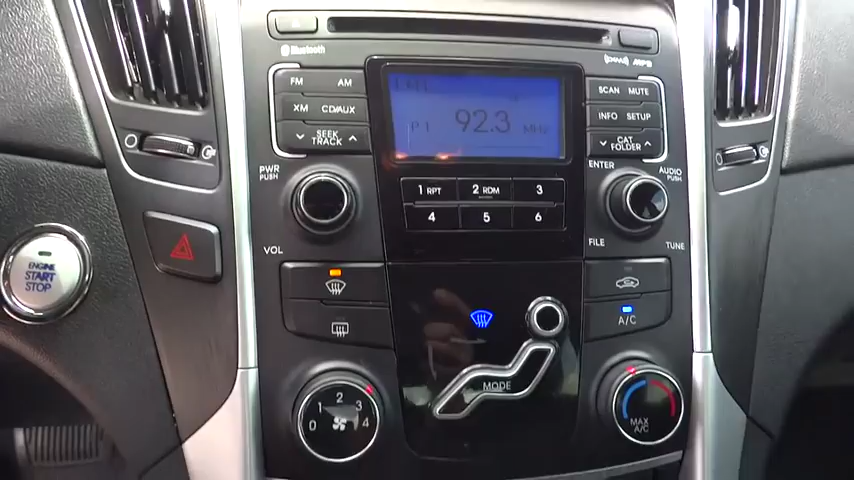 Bluetooth
XM MP3
FM AM
SCAN MUTE
XM CD/AUX
INFO SETUP
92.3
P1 MHz
SEEK
TRACK
CAT
FOLDER
PWR
PUSH
ENTER
AUDIO
PUSH
1 RPT 2 RDM 3
4 5 6
VOL
FILE
TUNE
ENGINE
START
STOP
A/C
MODE
0 1 2 3 4
MAX
A/C